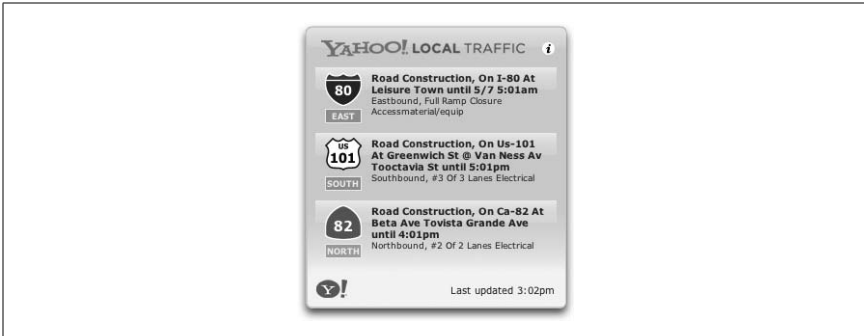 YAHOO! LOCAL TRAFFIC i
80
EAST
Road Construction, On I-80 At
Leisure Town until 5/7 5:01am
Eastbound, Full Ramp Closure
Accessmaterial/equip
US
101
SOUTH
Road Construction, On Us-101
At Greenwich St @ Van Ness Av
Tooctavia St until 5:01pm
Southbound, #3 Of 3 Lanes Electrical
82
NORTH
Road Construction, On Ca-82 At
Beta Ave Tovista Grande Ave
until 4:01pm
Northbound, #2 Of 2 Lanes Electrical
Y!
Last updated 3:02pm